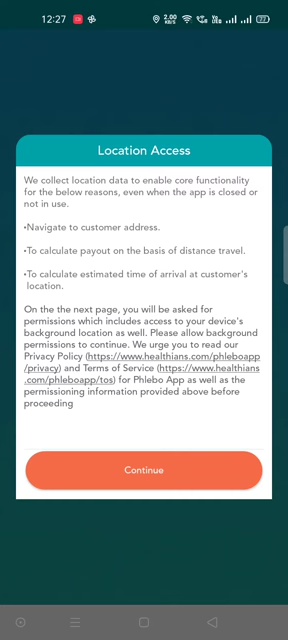 12:27
2.00
KB/S
77
Location Access
We collect location data to enable core functionality
for the below reasons, even when the app is closed or
not in use.
•Navigate to customer address.
•To calculate payout on the basis of distance travel.
•To calculate estimated time of arrival at customer's
location.
On the the next page, you will be asked for
permissions which includes access to your device's
background location as well. Please allow background
permissions to continue. We urge you to read our
Privacy Policy (https://www.healthians.com/phleboapp
/privacy) and Terms of Service (https://www.healthians
.com/phleboapp/tos) for Phlebo App as well as the
permissioning information provided above before
proceeding
Continue